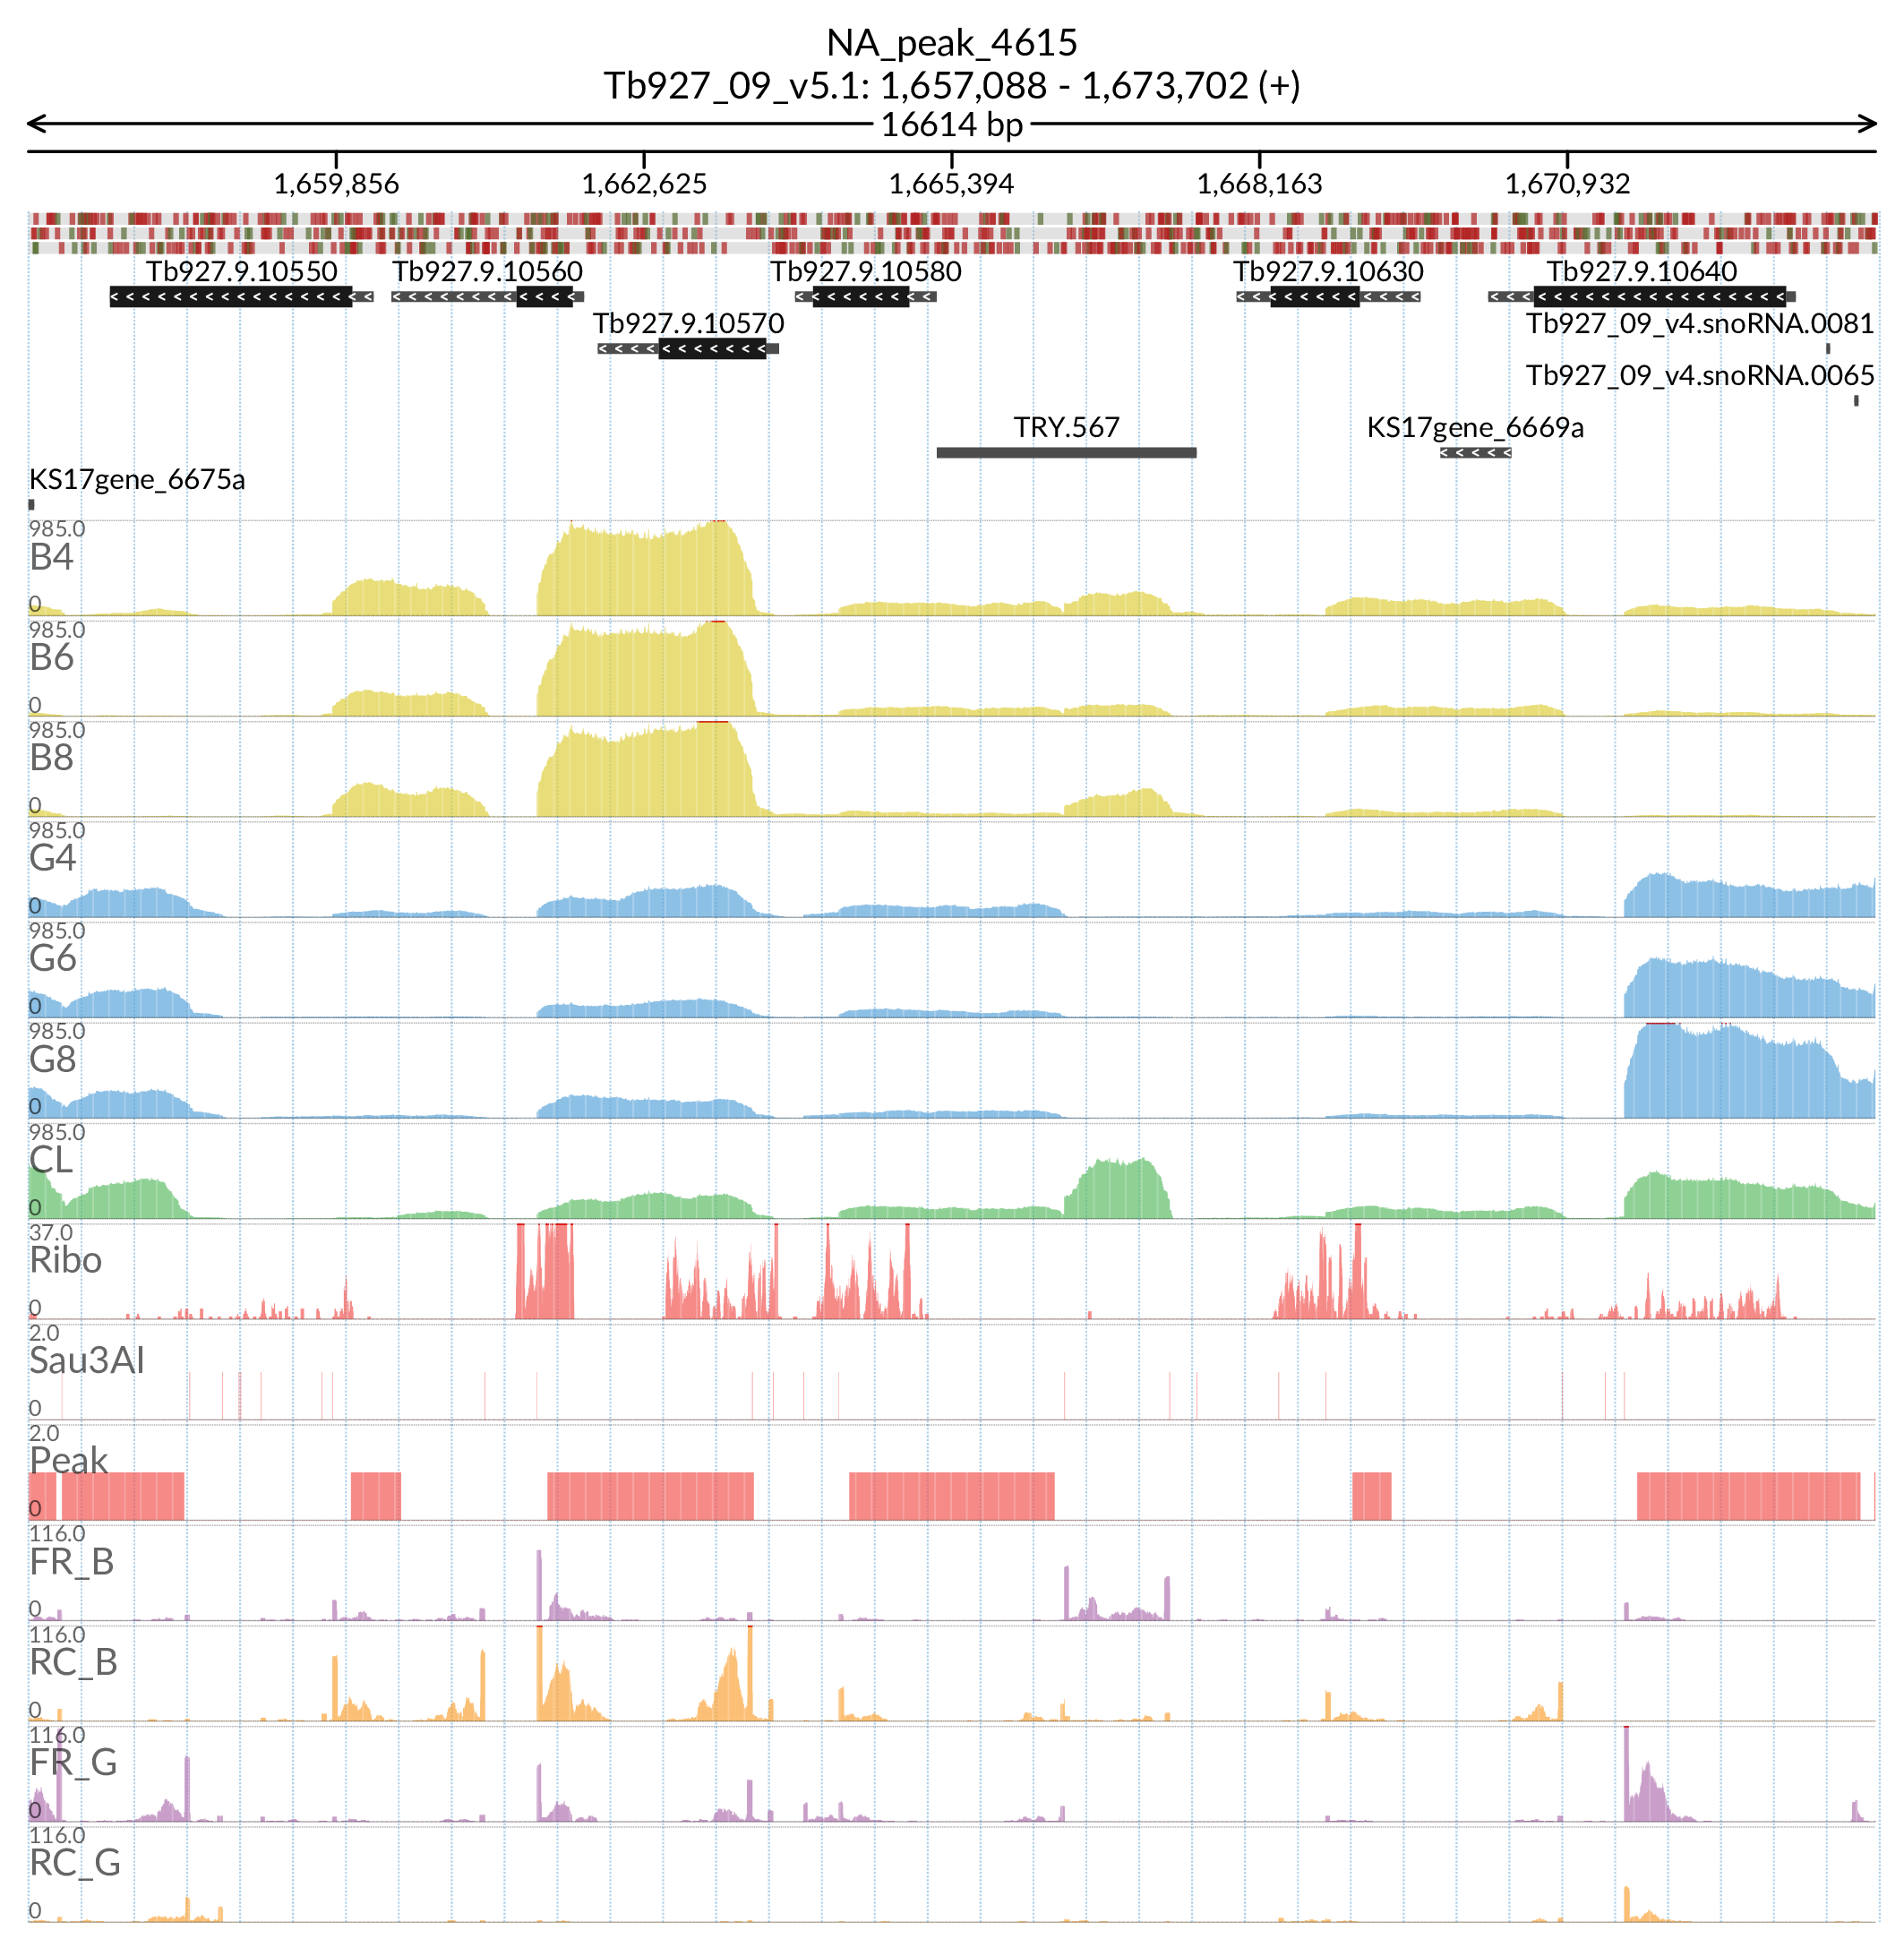 NA_peak_4615
Tb927_09_v5.1: 1,657,088 - 1,673,702 (+)
16614 bp
1,659,856 1,662,625 1,665,394 1,668,163 1,670,932
Tb927.9.10550 Tb927.9.10560 Tb927.9.10580 Tb927.9.10630 Tb927.9.10640
Tb927.9.10570 Tb927_09_v4.snoRNA.0081
Tb927_09_v4.snoRNA.0065
TRY.567 KS17gene_6669a
KS17gene_6675a
985.0
B4
0
985.0
B6
0
985.0
B8
0
985.0
G4
0
985.0
G6
0
985.0
G8
0
985.0
CL
0
37.0
Ribo
0
2.0
Sau3AI
0
2.0
Peak
0
116.0
FR_B
0
116.0
RC_B
0
116.0
FR_G
0
116.0
RC_G
0